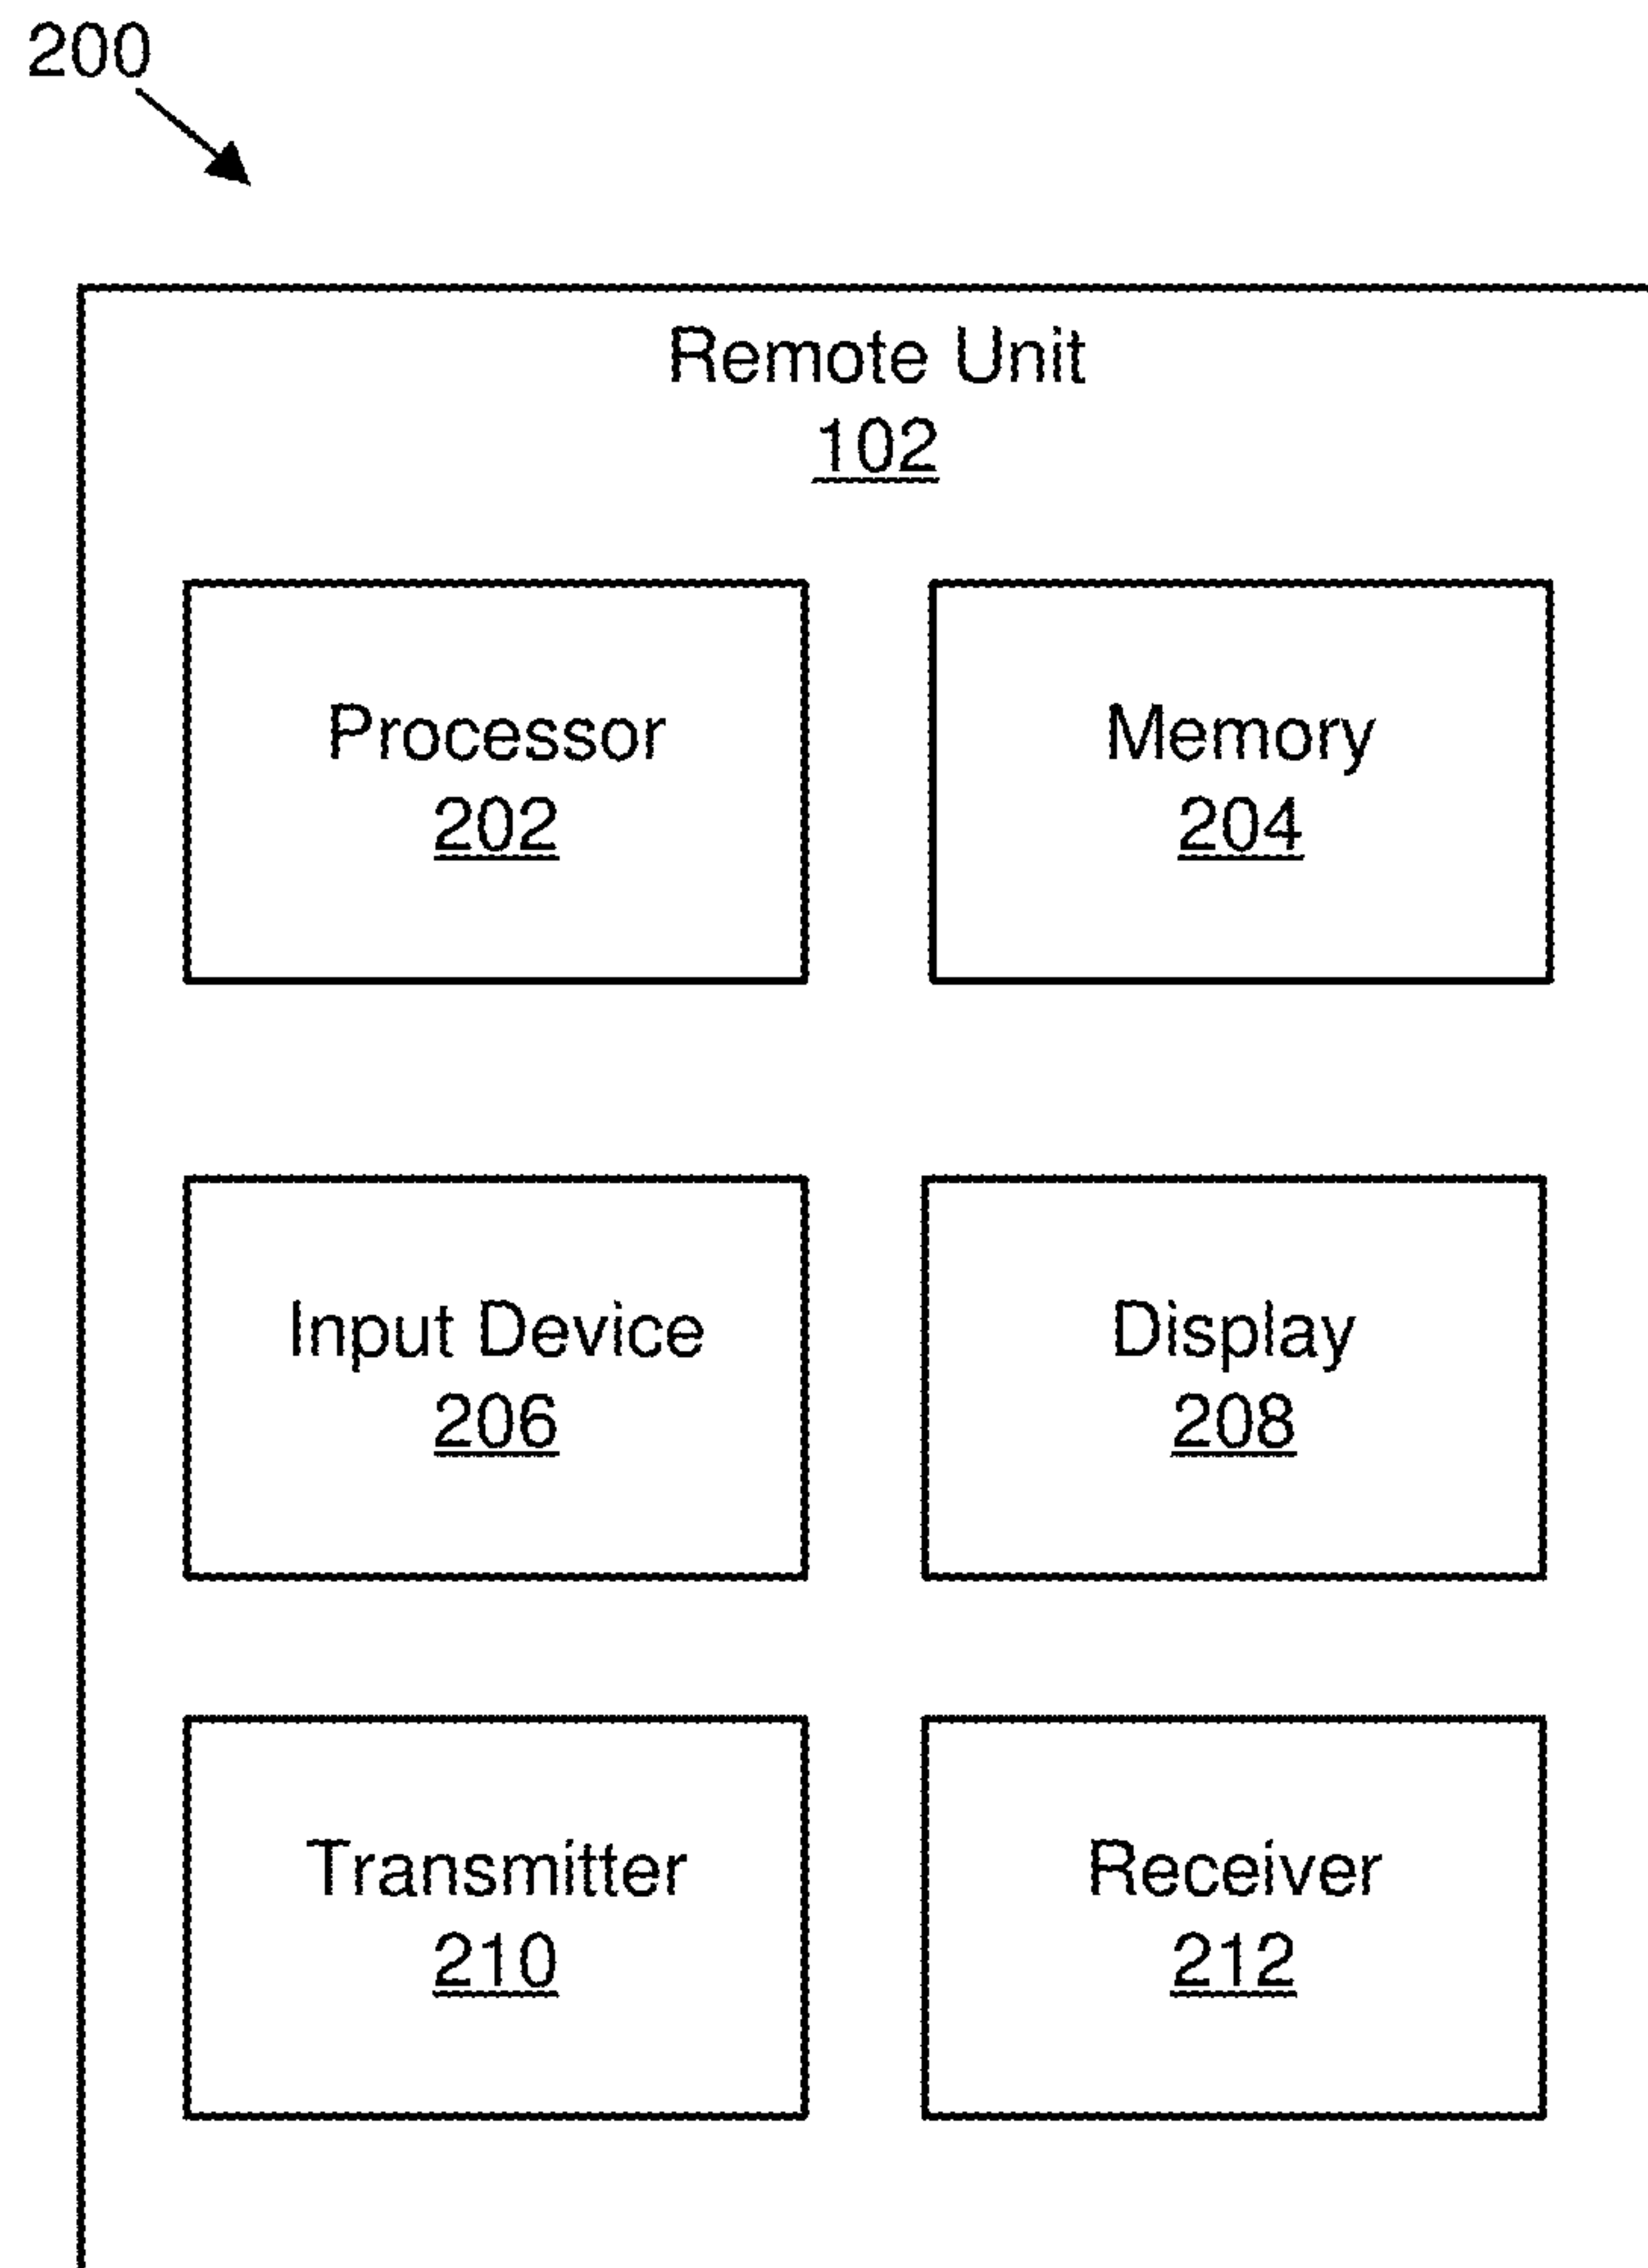 200
Remote Unit
102
Processor
202
Memory
204
Input Device
206
Display
208
Transmitter
210
Receiver
212